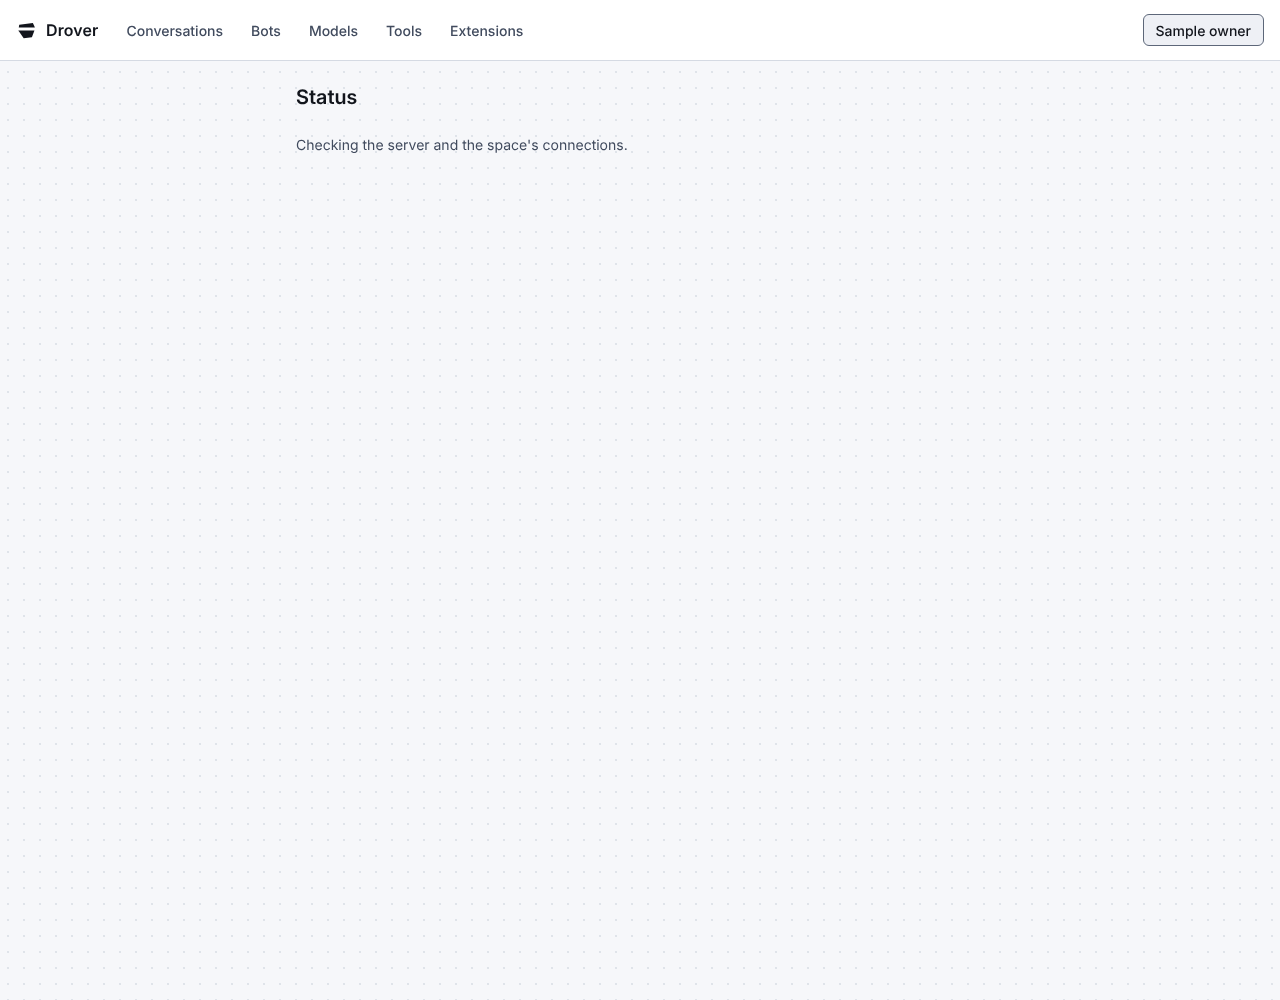 Drover
Conversations
Bots
Models
Tools
Extensions
Sample owner
Status
Checking the server and the space's connections.